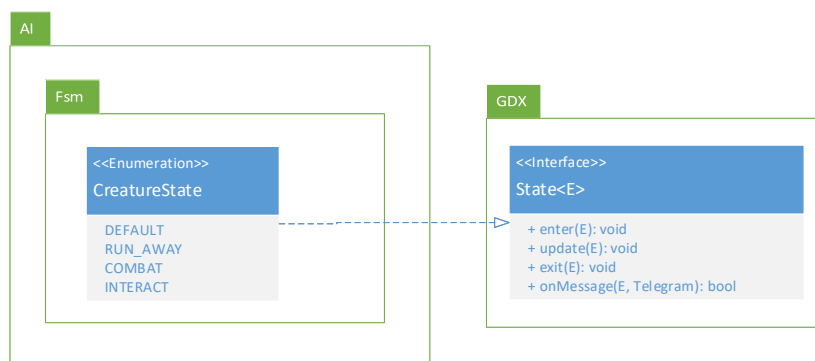 AI
Fsm
<<Enumeration>>
CreatureState
DEFAULT
RUN_AWAY
COMBAT
INTERACT
GDX
<<Interface>>
State<E>
+ enter(E): void
+ update(E): void
+ exit(E): void
+ onMessage(E, Telegram): bool